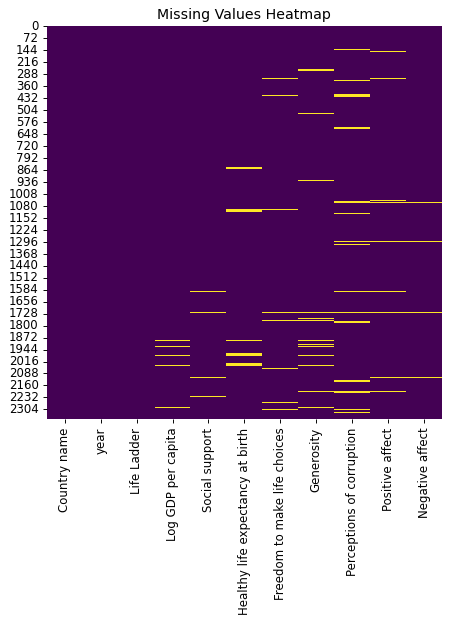 Missing Values Heatmap
0
72
144
216
288
360
432
504
576
648
720
792
864
936
1008
1080
1152
1224
1296
1368
1440
1512
1584
1656
1728
1800
1872
1944
2016
2088
2160
2232
2304
Country name
year
Life Ladder
Log GDP per capita
Social support
Healthy life expectancy at birth
Freedom to make life choices
Generosity
Perceptions of corruption
Positive affect
Negative affect